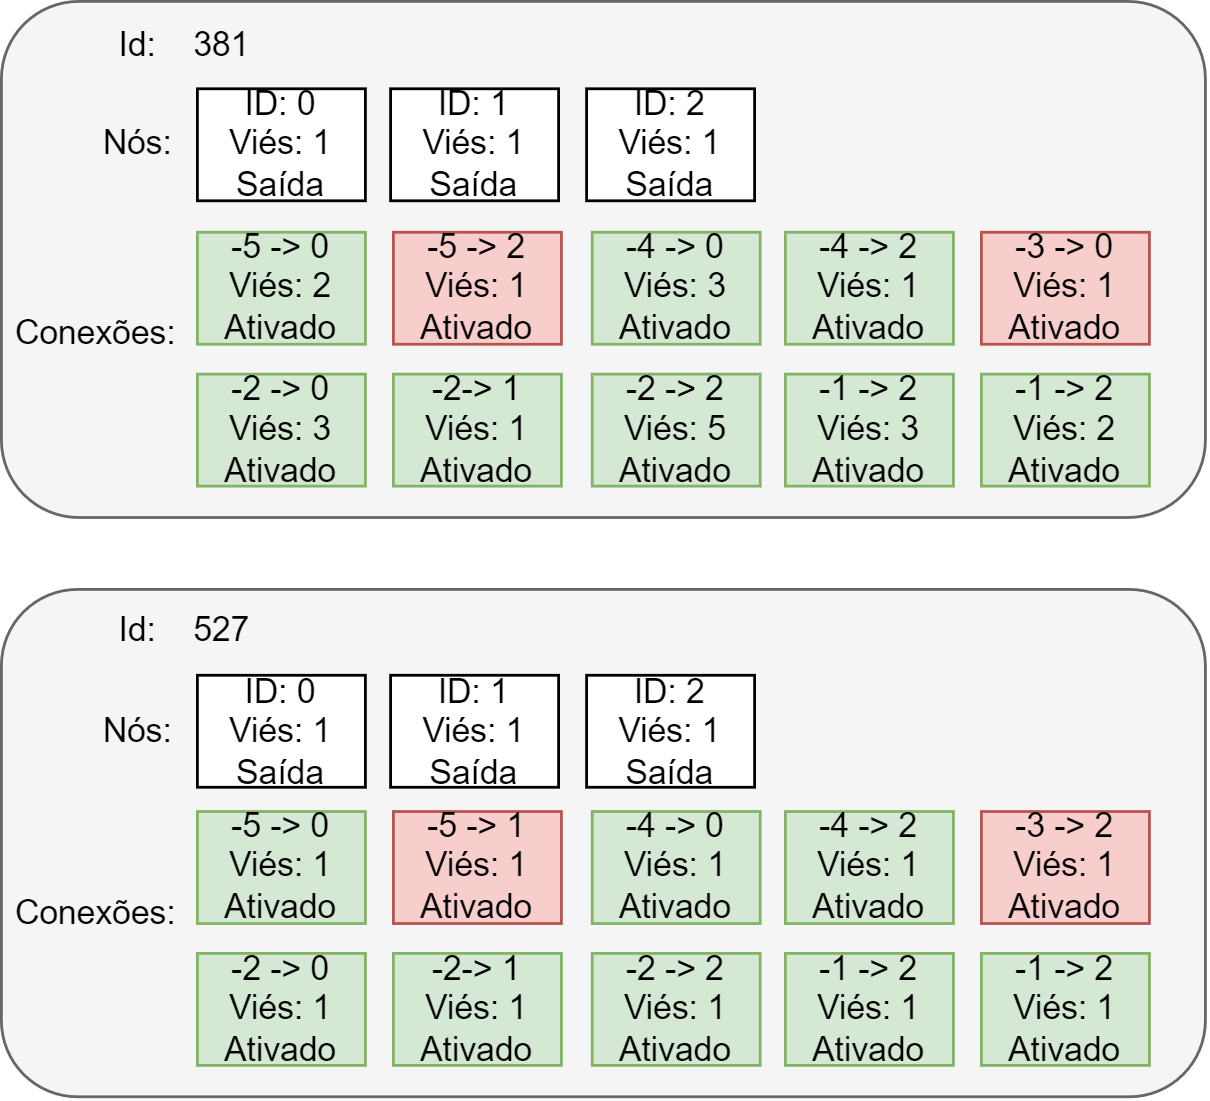 Id: 381
Nós:
ID: 0
Viés: 1
Saída
ID: 1
Viés: 1
Saída
ID: 2
Viés: 1
Saída
Conexões:
-5 -> 0
Viés: 2
Ativado
-5 -> 2
Viés: 1
Ativado
-4 -> 0
Viés: 3
Ativado
-4 -> 2
Viés: 1
Ativado
-3 -> 0
Viés: 1
Ativado
-2 -> 0
Viés: 3
Ativado
-2-> 1
Viés: 1
Ativado
-2 -> 2
Viés: 5
Ativado
-1 -> 2
Viés: 3
Ativado
-1 -> 2
Viés: 2
Ativado
Id: 527
Nós:
ID: 0
Viés: 1
Saída
ID: 1
Viés: 1
Saída
ID: 2
Viés: 1
Saída
Conexões:
-5 -> 0
Viés: 1
Ativado
-5 -> 1
Viés: 1
Ativado
-4 -> 0
Viés: 1
Ativado
-4 -> 2
Viés: 1
Ativado
-3 -> 2
Viés: 1
Ativado
-2 -> 0
Viés: 1
Ativado
-2-> 1
Viés: 1
Ativado
-2 -> 2
Viés: 1
Ativado
-1 -> 2
Viés: 1
Ativado
-1 -> 2
Viés: 1
Ativado